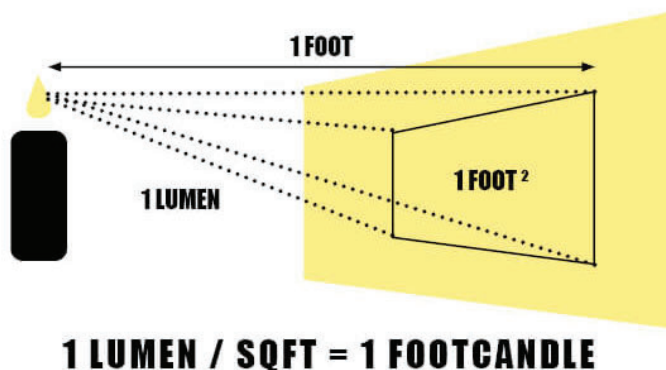 1 FOOT
1 FOOT ²
1 LUMEN
1 LUMEN / SQFT = 1 FOOTCANDLE